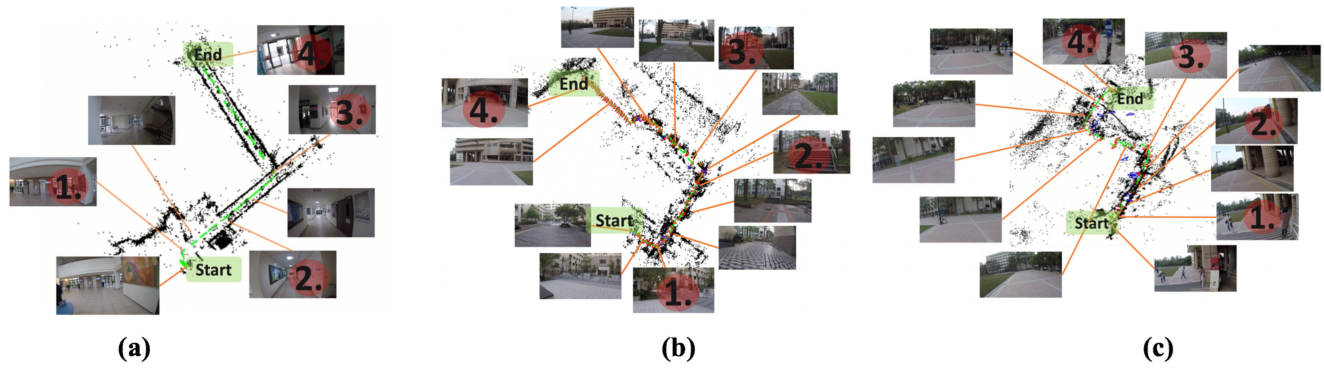 End
4.
3.
1.
Start
2.
(a)
3.
End
4.
2.
Start
1.
(b)
4.
3.
End
2.
Start
1.
(c)